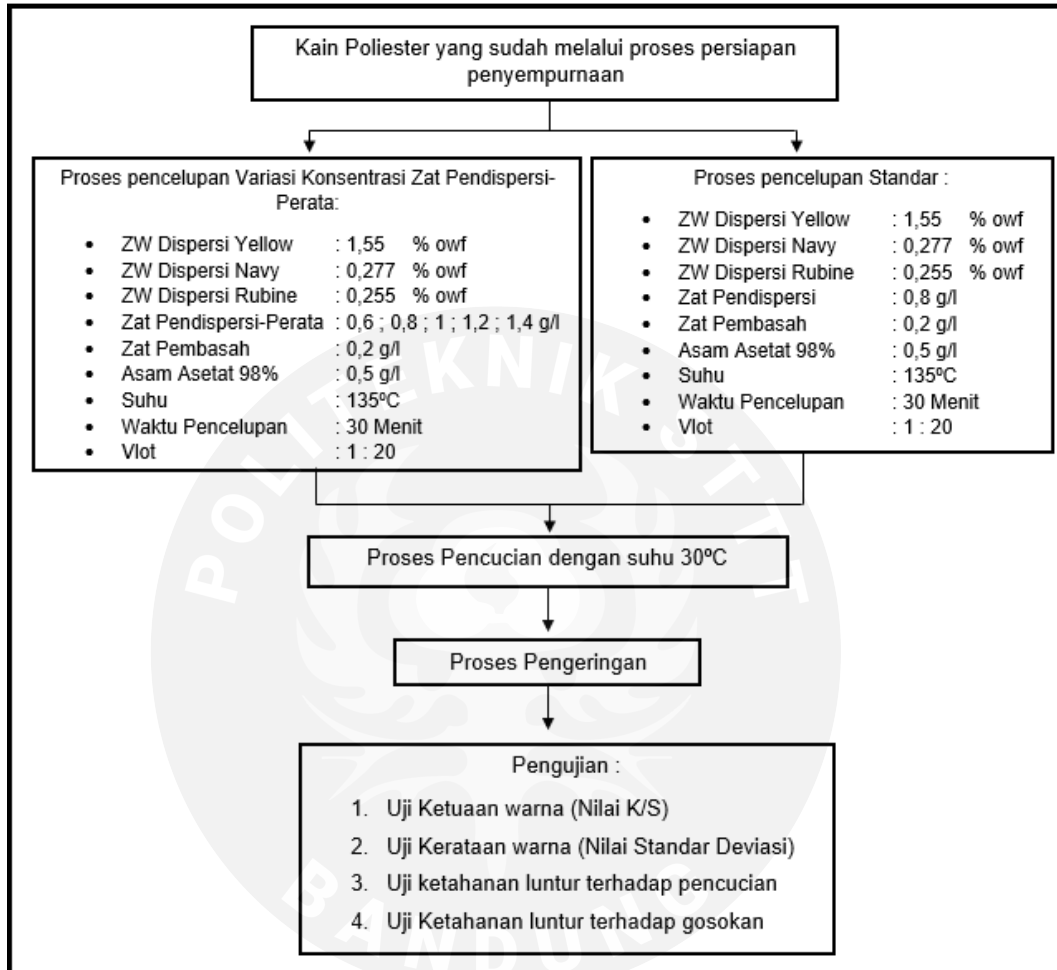 Kain Poliester yang sudah melalui proses persiapan
penyempurnaan
Proses pencelupan Variasi Konsentrasi Zat Pendispersi-
Perata:
• ZW Dispersi Yellow : 1,55 % owf
• ZW Dispersi Navy : 0,277 % owf
• ZW Dispersi Rubine : 0,255 % owf
• Zat Pendispersi-Perata : 0,6 ; 0,8 ; 1 ; 1,2 ; 1,4 g/l
• Zat Pembasah : 0,2 g/l
• Asam Asetat 98% : 0,5 g/l
• Suhu : 135ºC
• Waktu Pencelupan : 30 Menit
• Vlot : 1 : 20
Proses pencelupan Standar :
• ZW Dispersi Yellow : 1,55 % owf
• ZW Dispersi Navy : 0,277 % owf
• ZW Dispersi Rubine : 0,255 % owf
• Zat Pendispersi : 0,8 g/l
• Zat Pembasah : 0,2 g/l
• Asam Asetat 98% : 0,5 g/l
• Suhu : 135ºC
• Waktu Pencelupan : 30 Menit
• Vlot : 1 : 20
Proses Pencucian dengan suhu 30ºC
Proses Pengeringan
Pengujian :
1. Uji Ketuaan warna (Nilai K/S)
2. Uji Kerataan warna (Nilai Standar Deviasi)
3. Uji ketahanan luntur terhadap pencucian
4. Uji Ketahanan luntur terhadap gosokan
POLITEKNIK STTT
BANDUNG